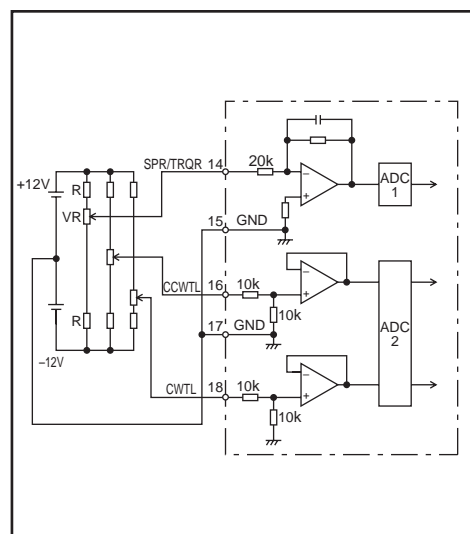 SPR/TRQR 14 20k
ADC
1
+12V
R
VR
15 GND
CCWTL 16 10k
10k
R
17 GND
ADC
2
−12V
CWTL 18 10k
10k
−
+
−
+
−
+